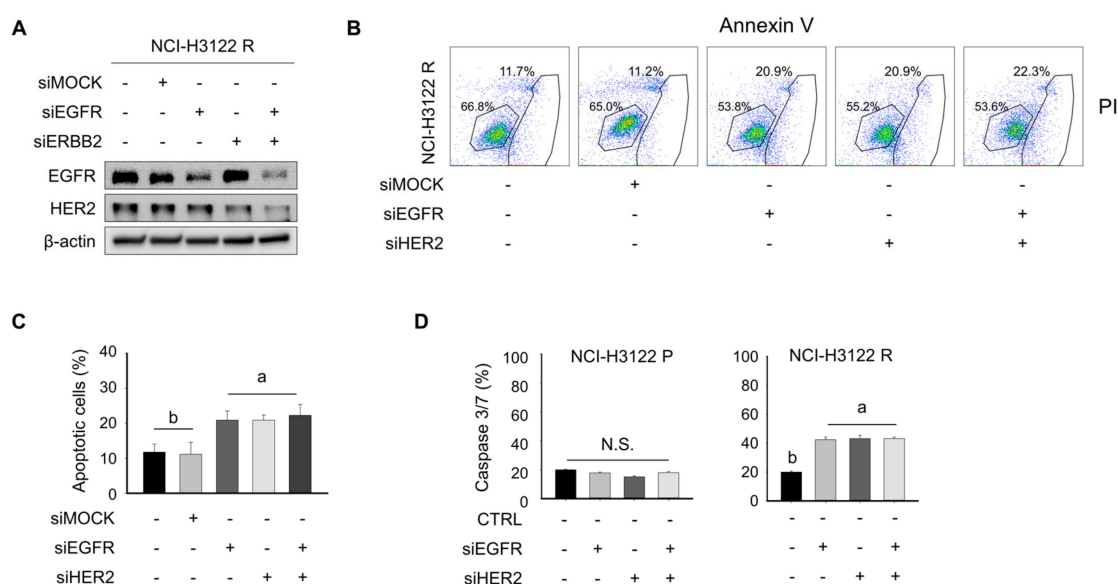 A
NCI-H3122 R
siMOCK - + - - -
siEGFR - - + - +
siERBB2 - - - + +
EGFR
HER2
β-actin
B
Annexin V
NCI-H3122 R
11.7%
66.8%
11.2%
65.0%
20.9%
53.8%
20.9%
55.2%
22.3%
53.6%
PI
siMOCK - + - - -
siEGFR - - + - +
siHER2 - - - + +
C
Apoptotic cells (%)
40
30
20
10
0
b
a
siMOCK - + - - -
siEGFR - - + - +
siHER2 - - - + +
D
Caspase 3/7 (%)
NCI-H3122 P
100
80
60
40
20
0
N.S.
NCI-H3122 R
100
80
60
40
20
0
b
a
CTRL - - - - - - - -
siEGFR - + - + - + - +
siHER2 - - + + - - + +